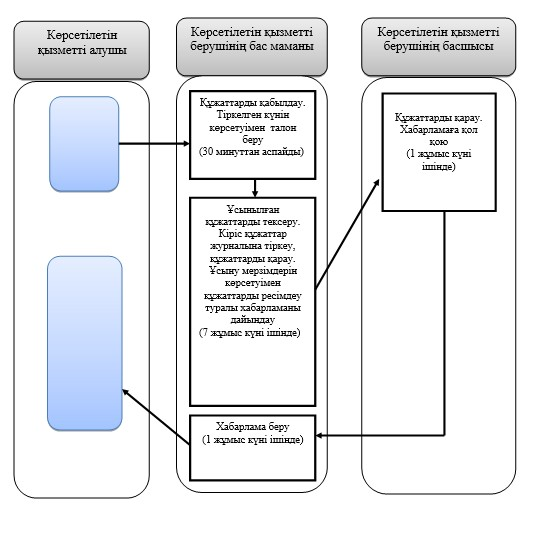 Көрсетілетін
қызметті алушы
Көрсетілетін қызметті
берушінің бас маманы
Көрсетілетін қызметті
берушінің басшысы
Құжаттарды қабылдау.
Тіркелген күнін
көрсетуімен талон
беру
(30 минуттан аспайды)
Ұсынылған
құжаттарды тексеру.
Кіріс құжаттар
журналына тіркеу,
құжаттарды қарау.
Ұсыну мерзімдерін
көрсетуімен
құжаттарды ресімдеу
туралы хабарламаны
дайындау
(7 жұмыс күні ішінде)
Құжаттарды қарау.
Хабарламаға қол
қою
(1 жұмыс күні
ішінде)
Хабарлама беру
(1 жұмыс күні ішінде)